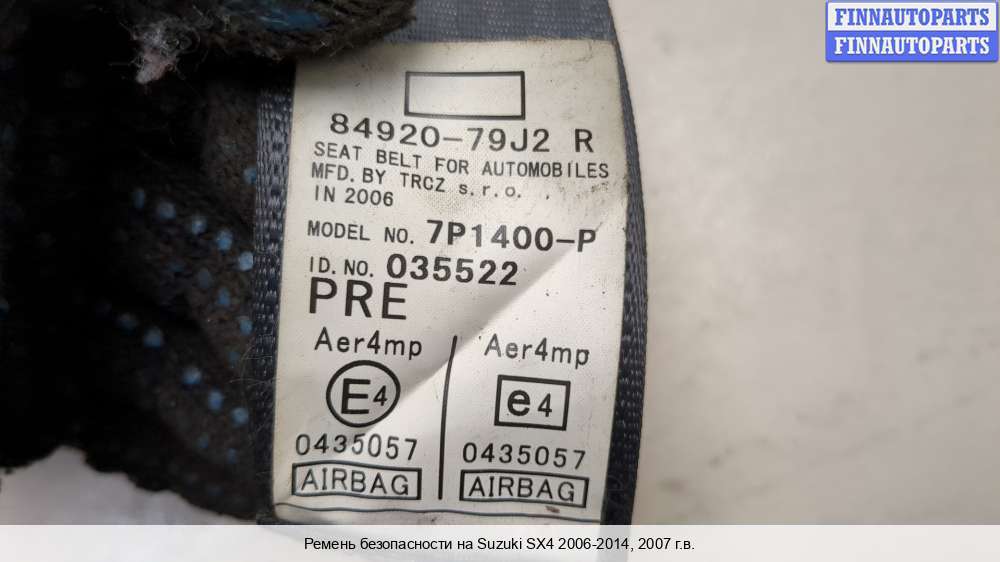 FINNAUTOPARTS
FINNAUTOPARTS
84920-79J2 R
SEAT BELT FOR AUTOMOBILES
MFD. BY TRCZ s.r.o.
IN 2006
MODEL NO. 7P1400-P
ID. NO. 035522
PRE
Aer4mp Aer4mp
E4 e4
0435057 0435057
AIRBAG AIRBAG
Ремень безопасности на Suzuki SX4 2006-2014, 2007 г.в.